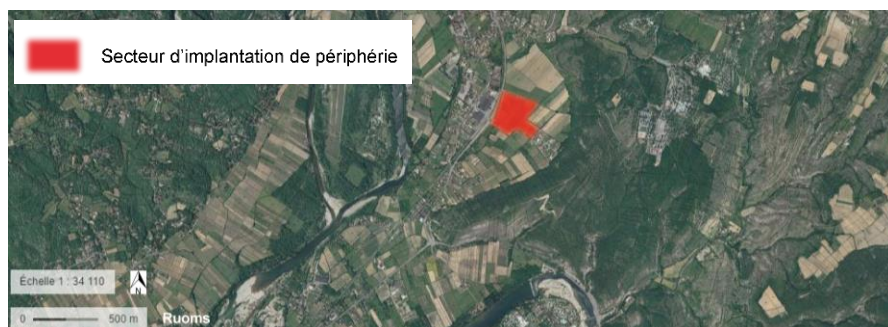 Secteur d'implantation de périphérie
Échelle 1 : 34 110
N
0 500 m
Ruoms